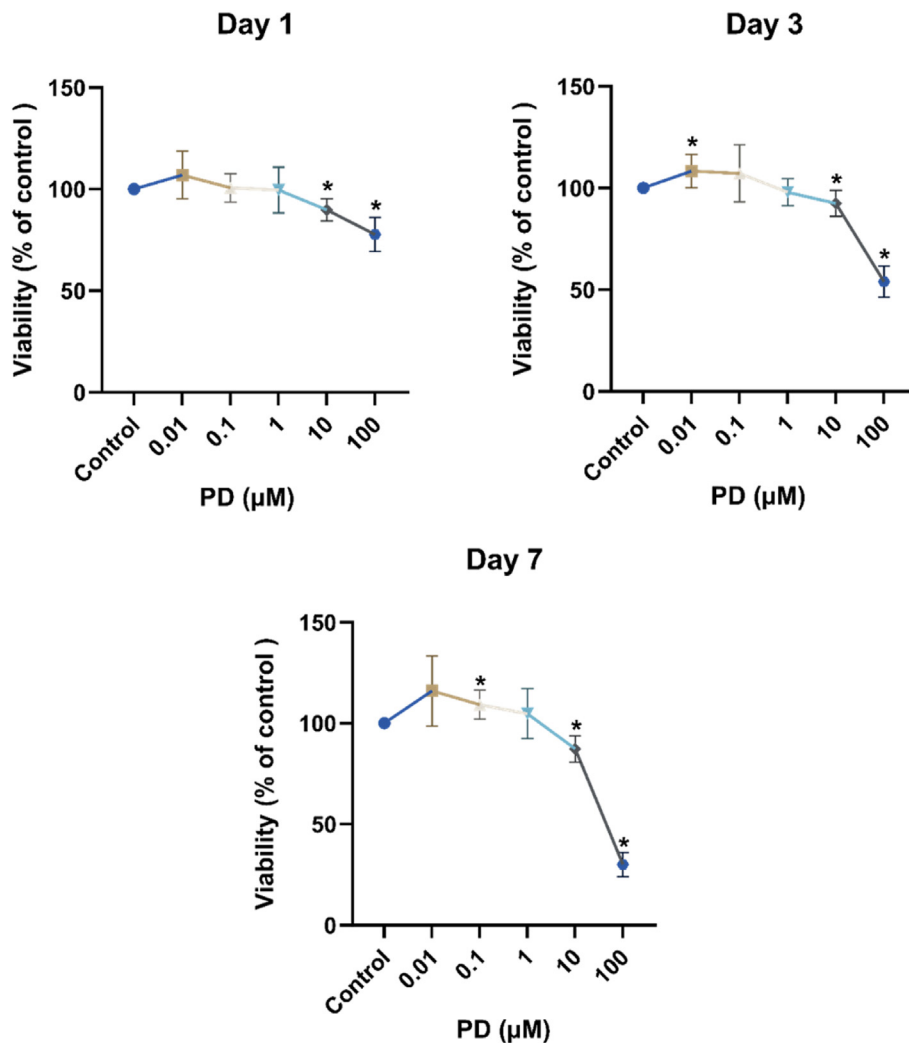 Day 1
Viability (% of control )
150
100
50
0
*
*
Control
0.01
0.1
1
10
100
PD (µM)
Day 3
Viability (% of control )
150
100
50
0
*
*
*
Control
0.01
0.1
1
10
100
PD (µM)
Day 7
Viability (% of control )
150
100
50
0
*
*
*
Control
0.01
0.1
1
10
100
PD (µM)